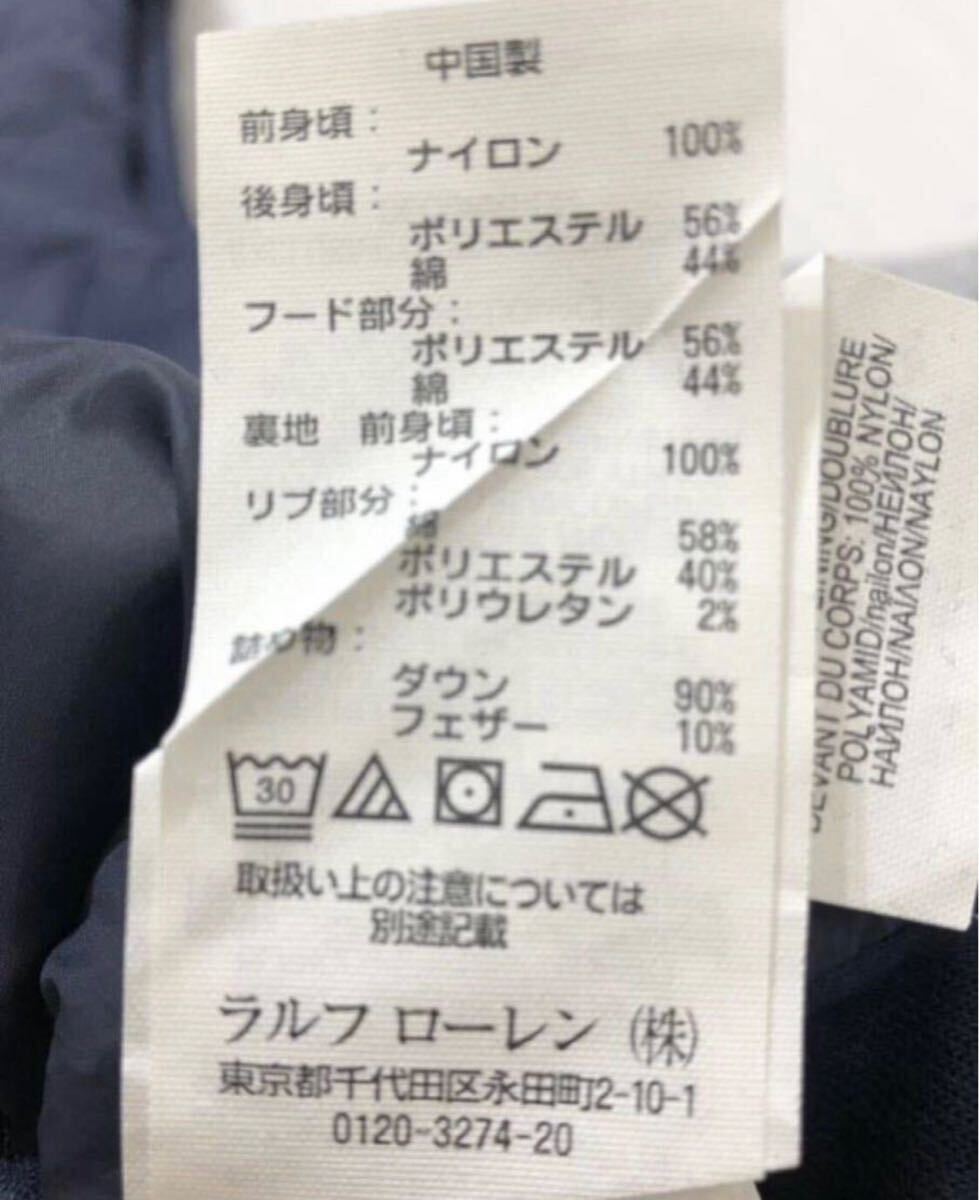 中国製
前身頃:
ナイロン 100%
後身頃:
ポリエステル 56%
綿 44%
フード部分:
ポリエステル 56%
綿 44%
裏地 前身頃:
ナイロン 100%
リブ部分:
綿 58%
ポリエステル 40%
ポリウレタン 2%
詰め物:
ダウン 90%
フェザー 10%
30
取扱い上の注意については
別途記載
ラルフ ローレン (株)
東京都千代田区永田町2-10-1
0120-3274-20
DOUBLURE
DEVANT DU CORPS: 100% NYLON/
POLYAMID/nailon/НЕЙЛОН/
НАЙЛОН/ΝΑΙΛΟΝ/NAYLON